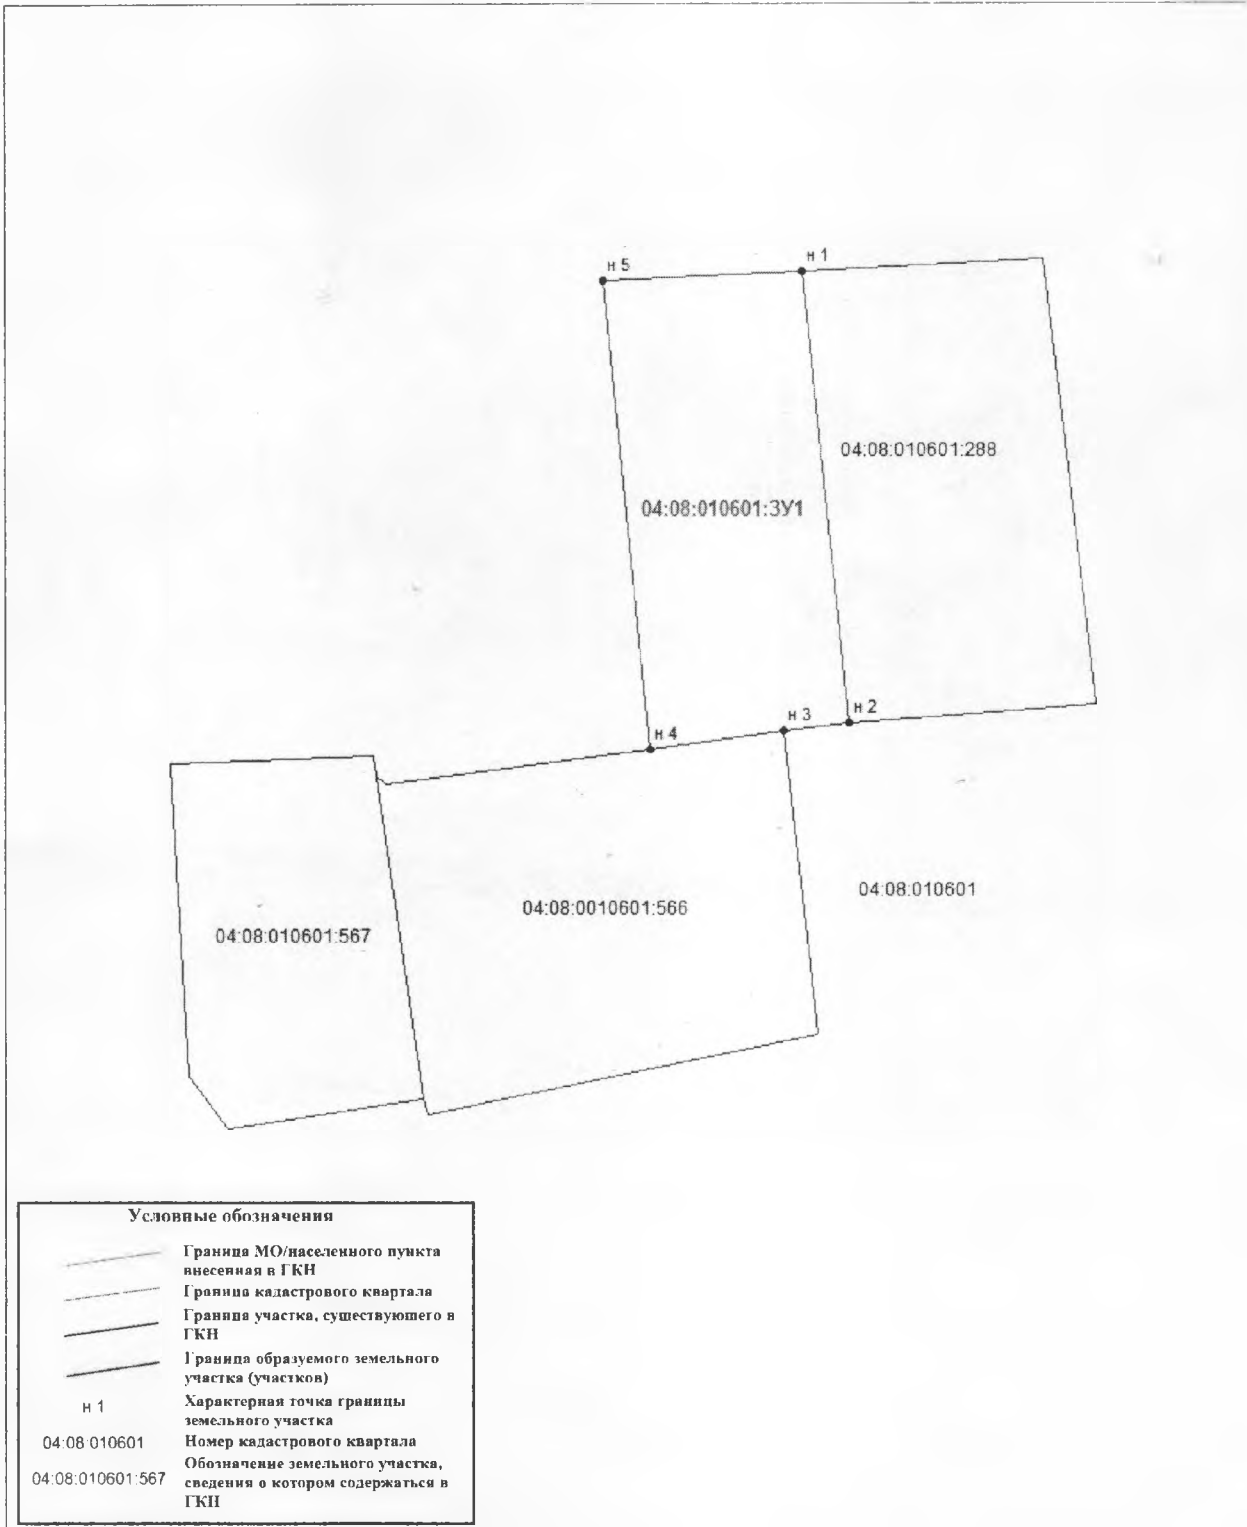 н 5
н 1
04:08:010601:288
04:08:010601:ЗУ1
н 2
н 3
н 4
04:08:010601
04:08:0010601:566
04:08:010601:567
Условные обозначения
Граница МО/населенного пункта
внесенная в ГКН
Граница кадастрового квартала
Граница участка, существующего в
ГКН
Граница образуемого земельного
участка (участков)
н 1
Характерная точка границы
земельного участка
04:08:010601
Номер кадастрового квартала
04:08:010601:567
Обозначение земельного участка,
сведения о котором содержаться в
ГКН